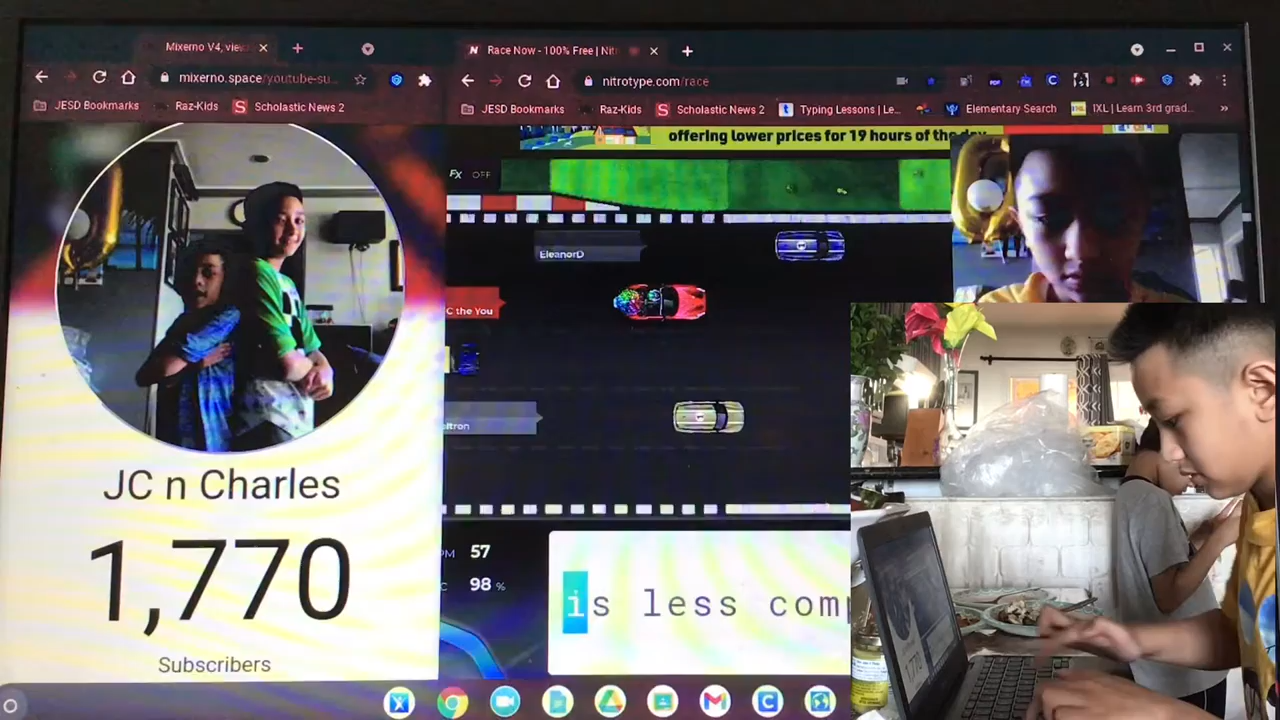 Mixerno V4, view
mixerno.space/youtube-su...
JESD Bookmarks
Raz-Kids
Scholastic News 2
Race Now - 100% Free | Nit
nitrotype.com/race
JESD Bookmarks
Raz-Kids
Scholastic News 2
Typing Lessons | Le...
Elementary Search
IXL | Learn 3rd grad...
offering lower prices for 19 hours of the day
FX OFF
EleanorD
C the You
ltron
JC n Charles
1,770
Subscribers
PM 57
C 98 %
is less comp